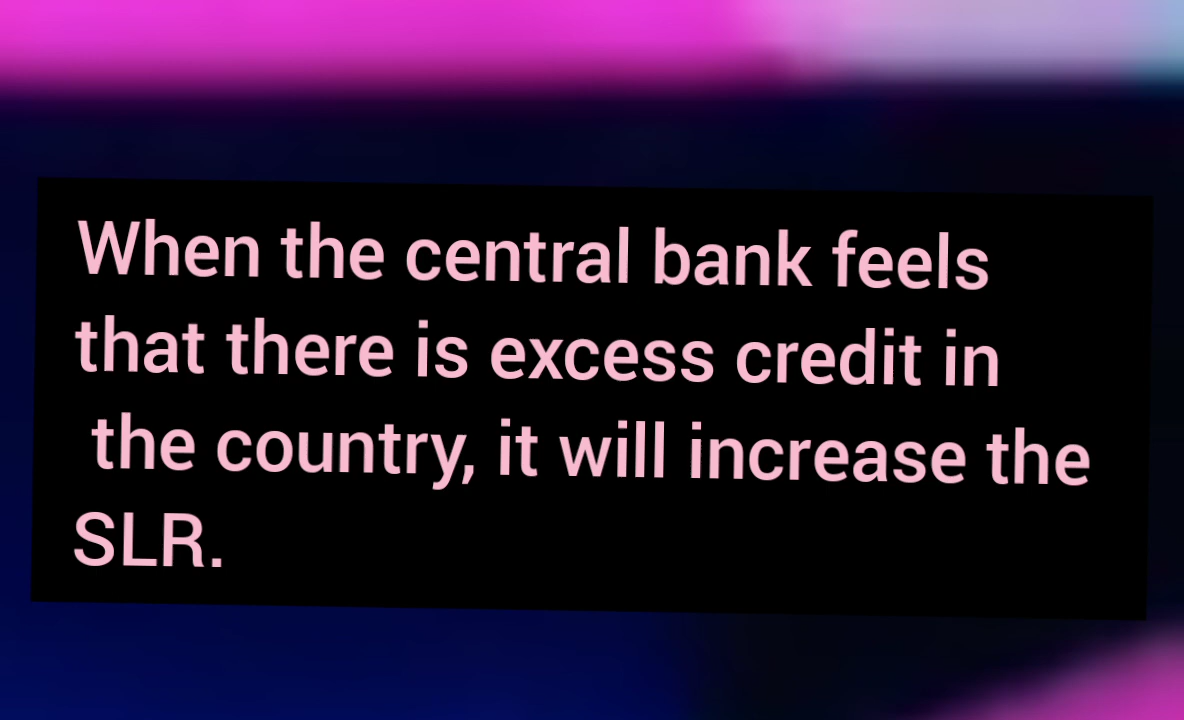 When the central bank feels
that there is excess credit in
the country, it will increase the
SLR.